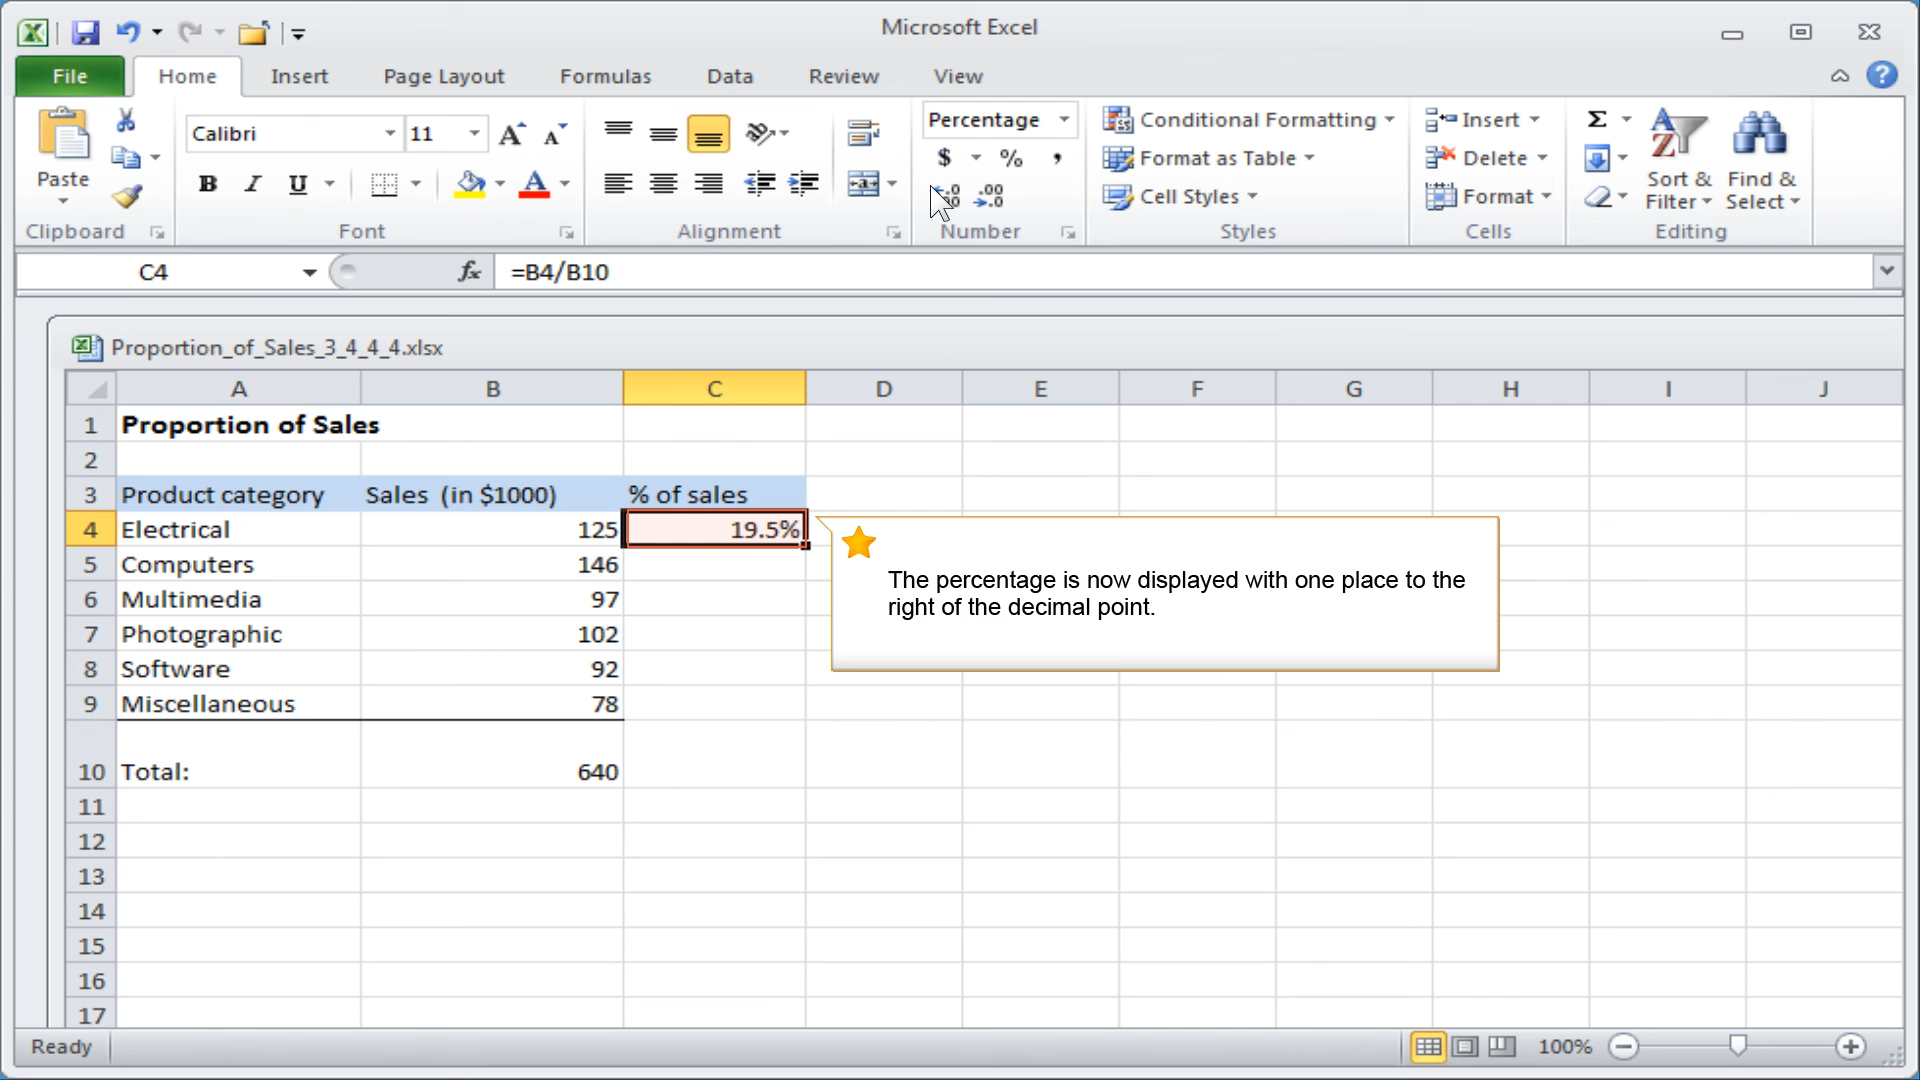 Microsoft Excel
File Home Insert Page Layout Formulas Data Review View
Paste
Clipboard
Calibri 11
B I U A
Font
Alignment
Percentage
$ % ,
Number
Conditional Formatting
Format as Table
Cell Styles
Styles
Insert
Delete
Format
Cells
Σ
Sort & Filter
Find & Select
Editing
C4 fx =B4/B10
Proportion_of_Sales_3_4_4_4.xlsx
A B C D E F G H I J
1 Proportion of Sales
2
3 Product category Sales (in $1000) % of sales
4 Electrical 125 19.5%
5 Computers 146
6 Multimedia 97
7 Photographic 102
8 Software 92
9 Miscellaneous 78
10 Total: 640
11
12
13
14
15
16
17
The percentage is now displayed with one place to the
right of the decimal point.
Ready 100%